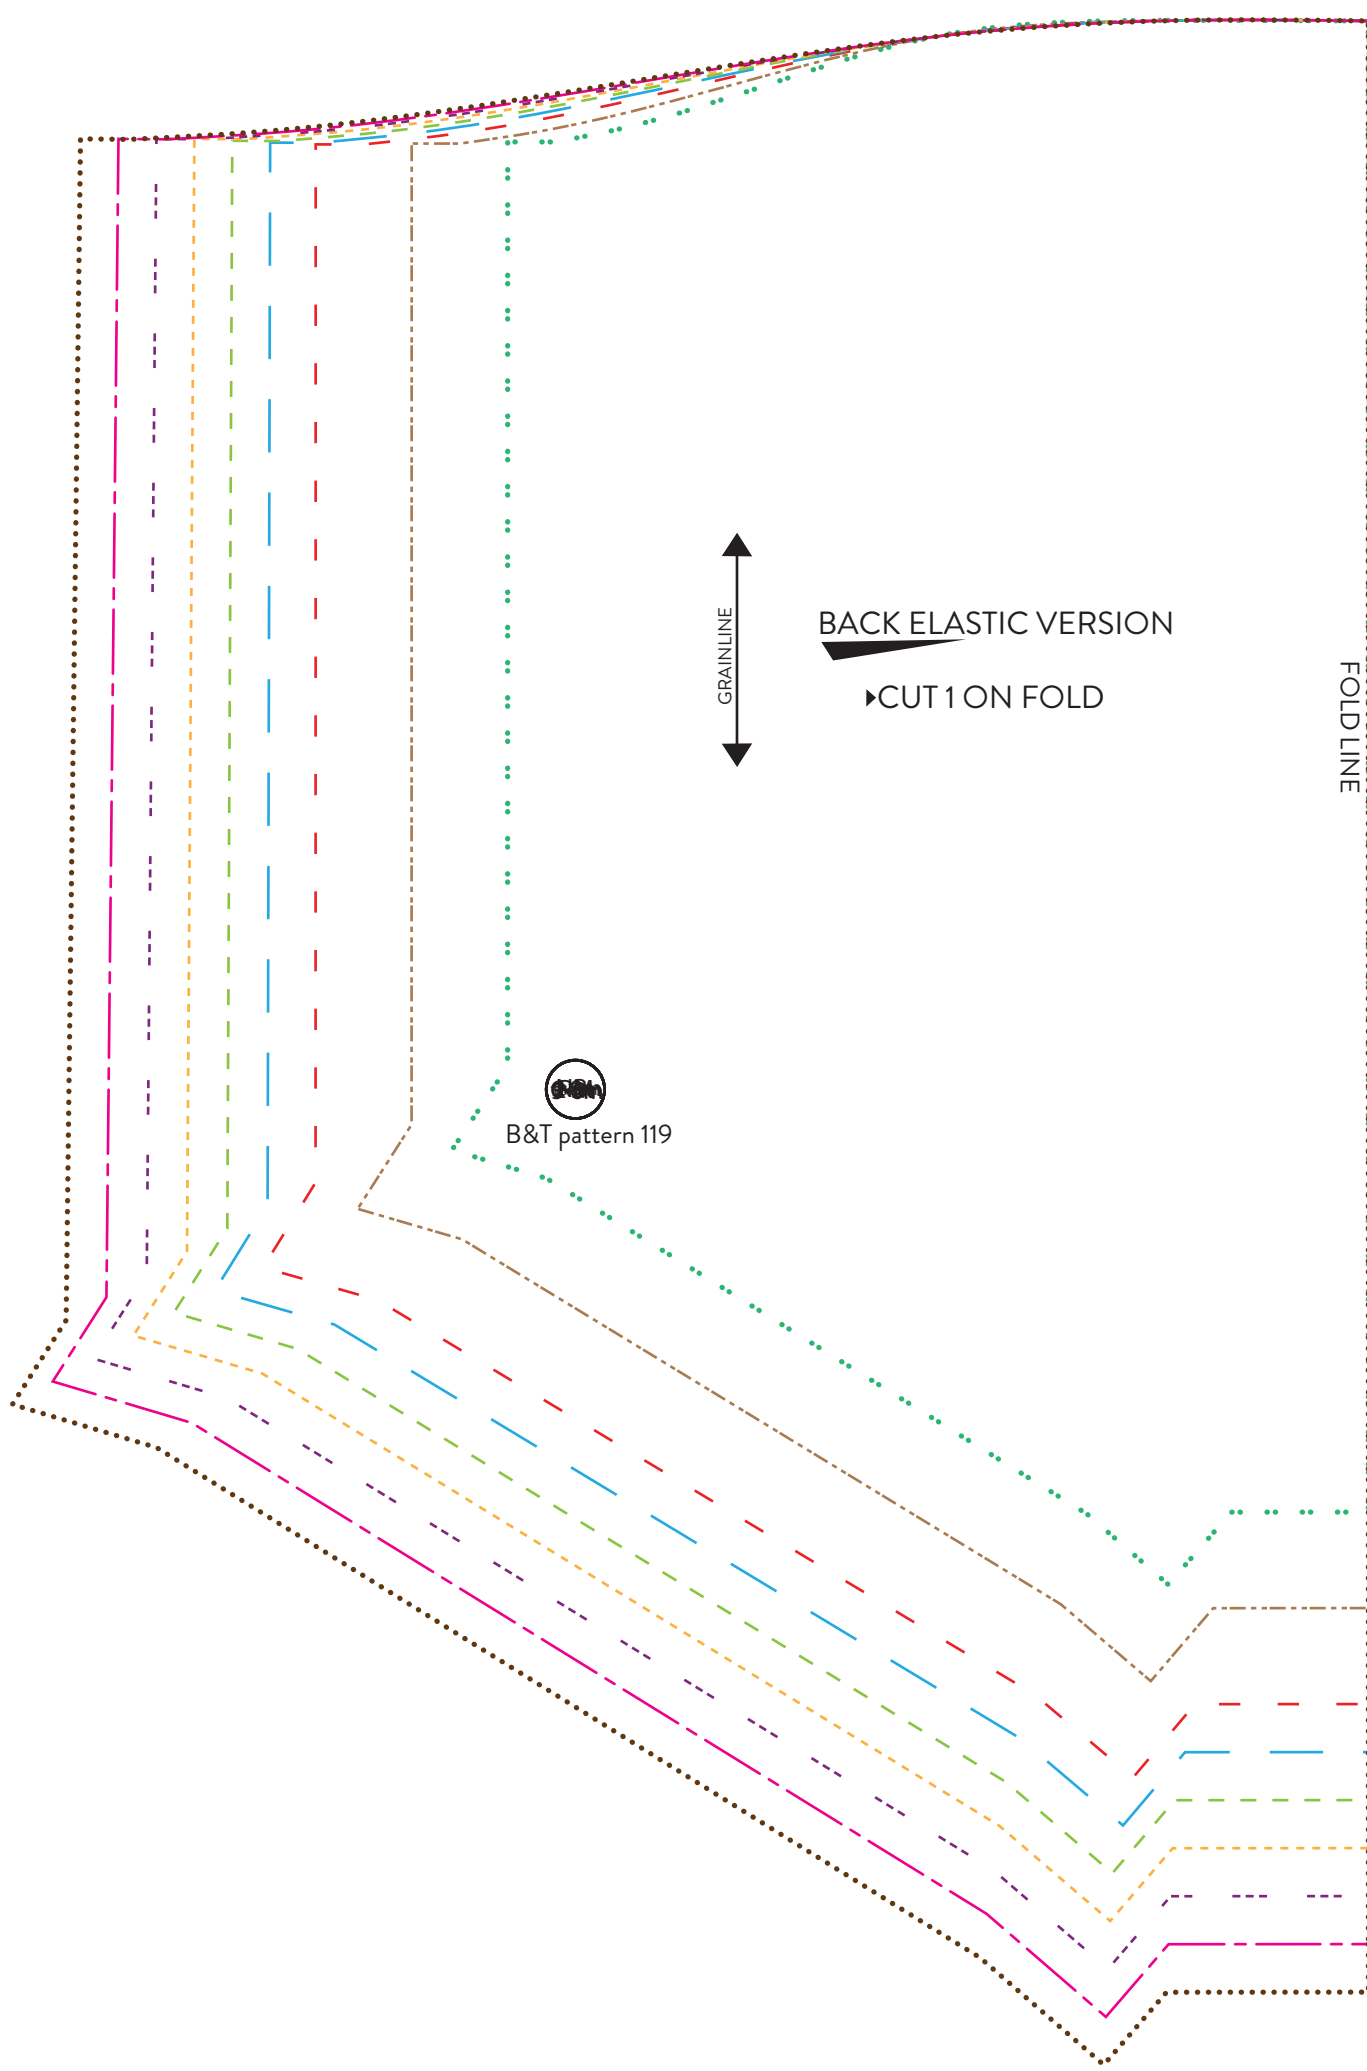 BACK ELASTIC VERSION
GRAINLINE
CUT 1 ON FOLD
FOLD LINE
B&T pattern 119